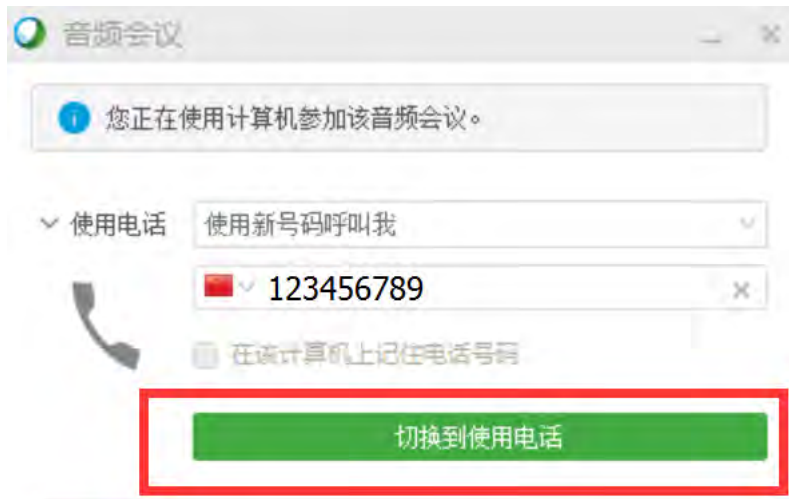 音频会议
您正在使用计算机参加该音频会议。
使用电话 使用新号码呼叫我
123456789
在该计算机上记住电话号码
切换到使用电话